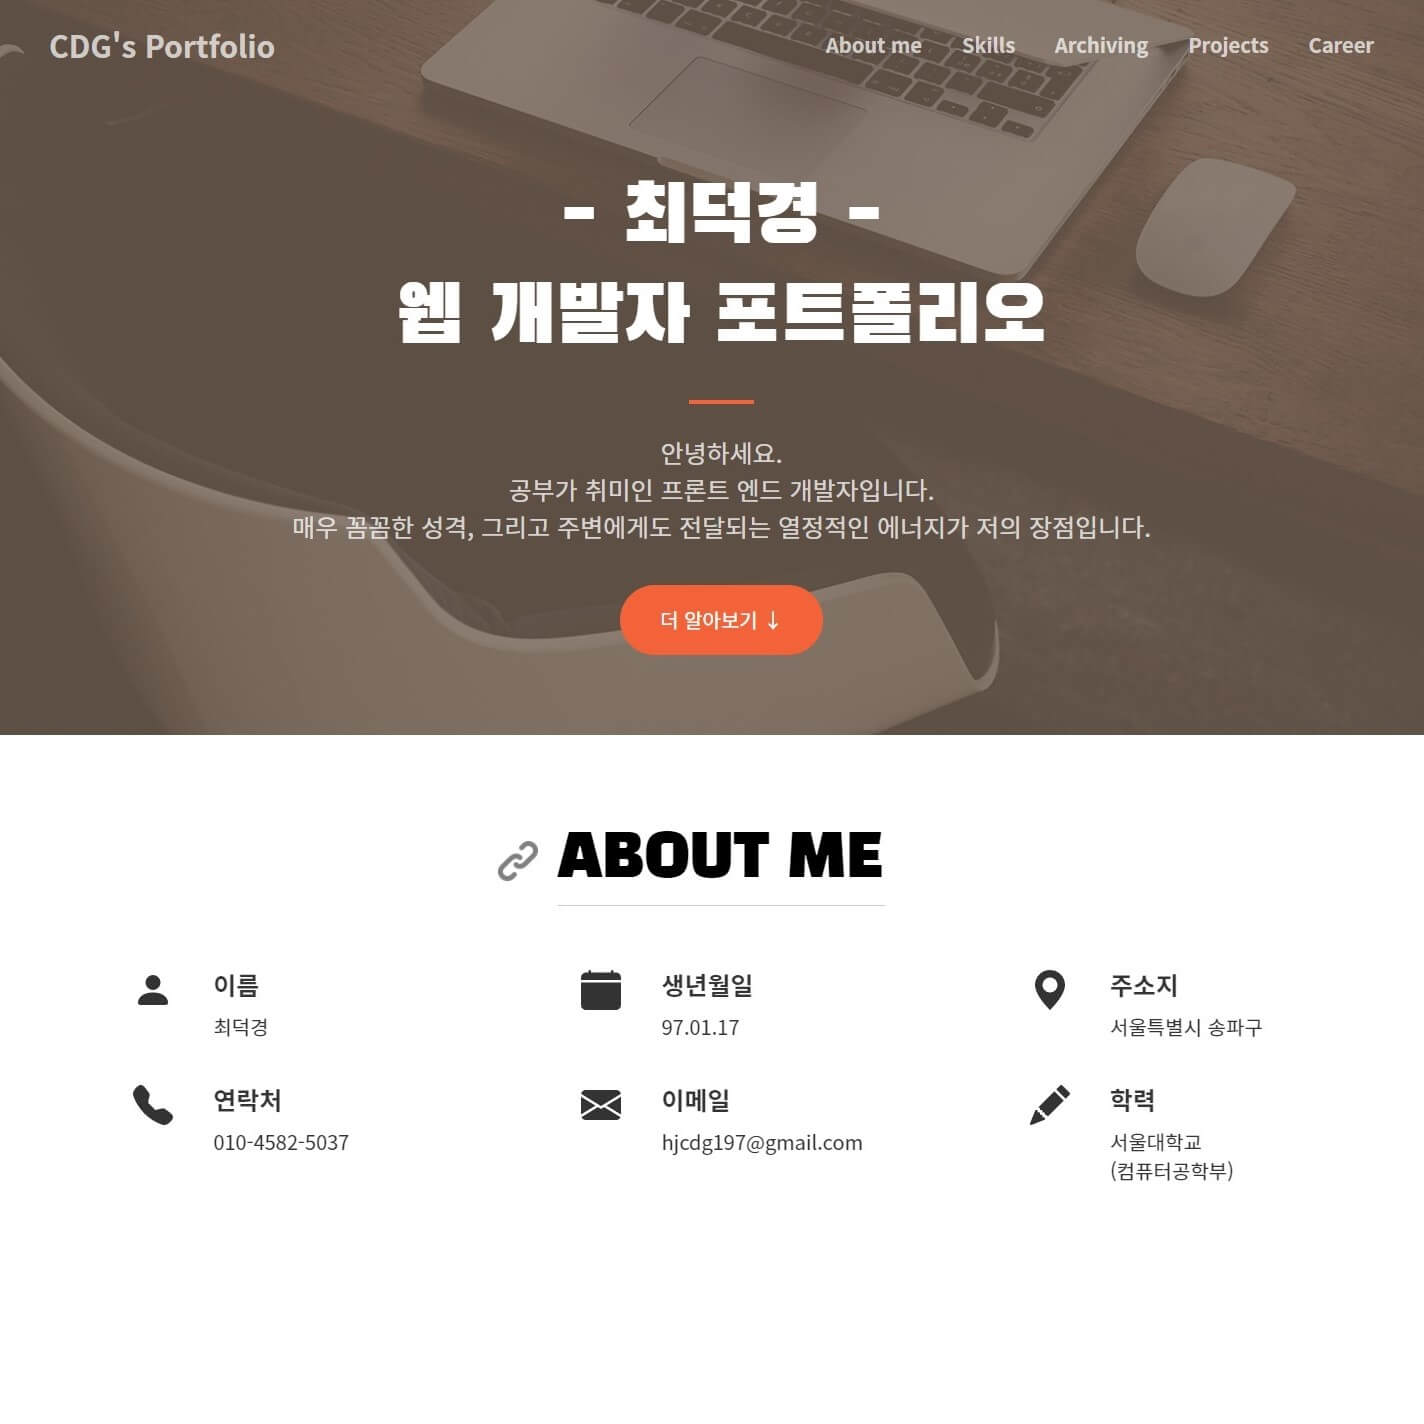 CDG's Portfolio
About me Skills Archiving Projects Career
- 최덕경 -
웹 개발자 포트폴리오
안녕하세요.
공부가 취미인 프론트 엔드 개발자입니다.
매우 꼼꼼한 성격, 그리고 주변에게도 전달되는 열정적인 에너지가 저의 장점입니다.
더 알아보기 ↓
ABOUT ME
이름
최덕경
생년월일
97.01.17
주소지
서울특별시 송파구
연락처
010-4582-5037
이메일
hjcdg197@gmail.com
학력
서울대학교
(컴퓨터공학부)